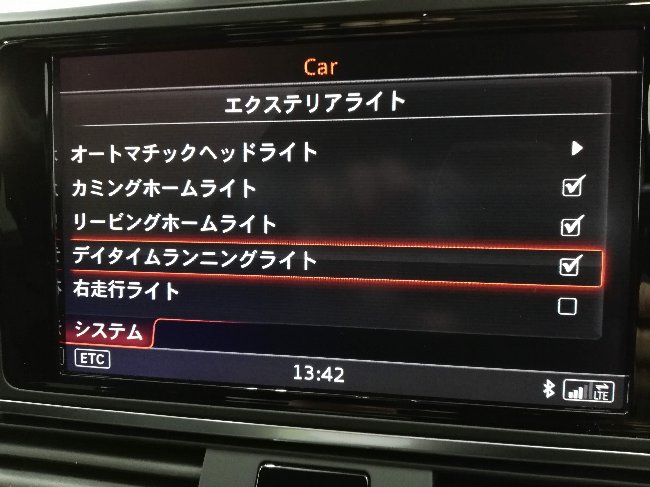 Car
エクステリアライト
オートマチックヘッドライト
カミングホームライト
リービングホームライト
デイタイムランニングライト
右走行ライト
システム
ETC
13:42
LTE